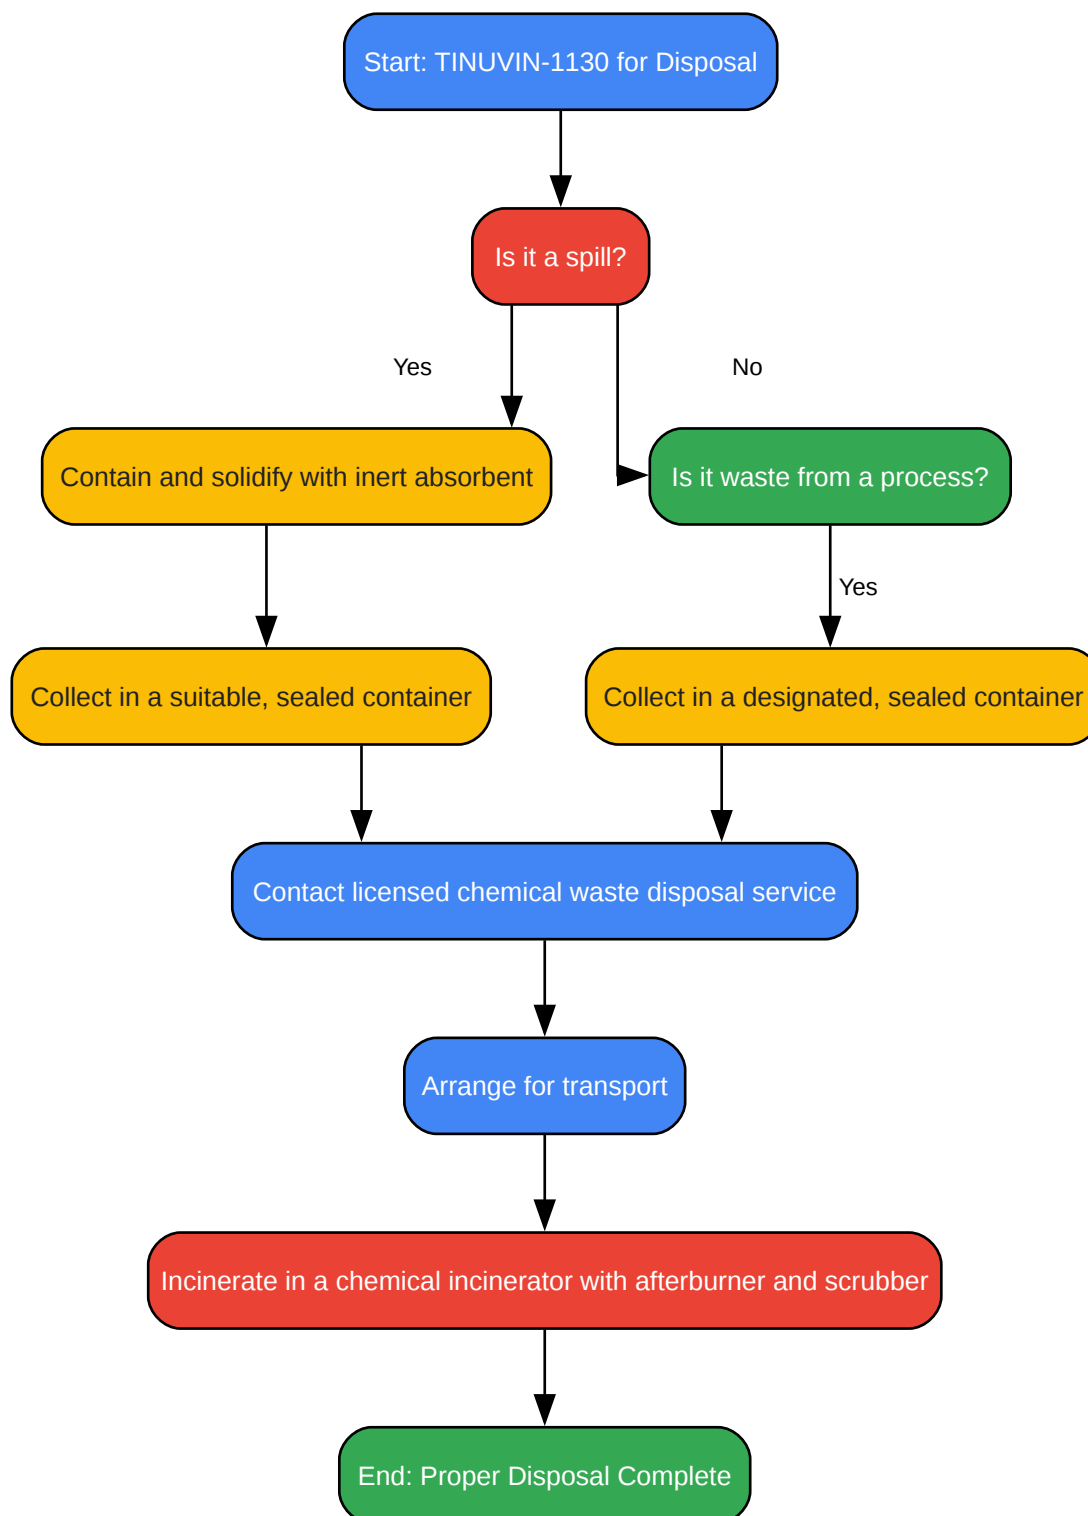 Start: TINUVIN-1130 for Disposal
Is it a spill?
Yes
No
Contain and solidify with inert absorbent
Is it waste from a process?
Yes
Collect in a suitable, sealed container
Collect in a designated, sealed container
Contact licensed chemical waste disposal service
Arrange for transport
Incinerate in a chemical incinerator with afterburner and scrubber
End: Proper Disposal Complete